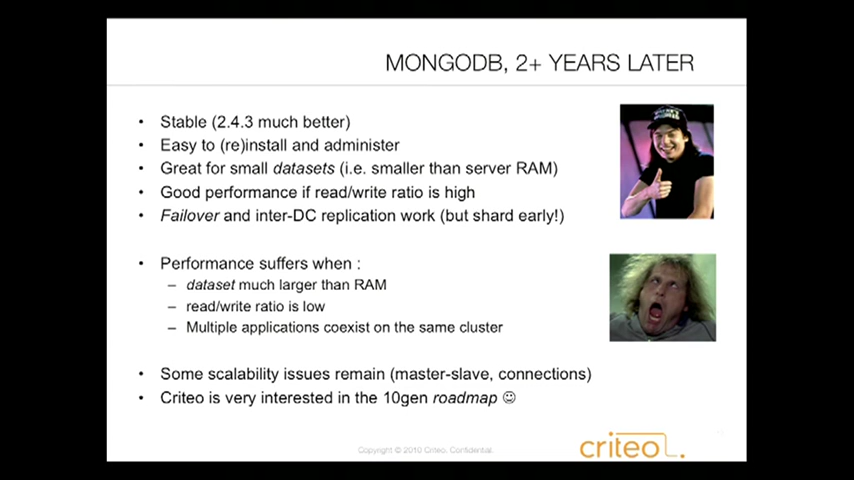 MONGODB, 2+ YEARS LATER
• Stable (2.4.3 much better)
• Easy to (re)install and administer
• Great for small datasets (i.e. smaller than server RAM)
• Good performance if read/write ratio is high
• Failover and inter-DC replication work (but shard early!)
• Performance suffers when :
– dataset much larger than RAM
– read/write ratio is low
– Multiple applications coexist on the same cluster
• Some scalability issues remain (master-slave, connections)
• Criteo is very interested in the 10gen roadmap ☺
Copyright © 2010 Criteo. Confidential.
criteo